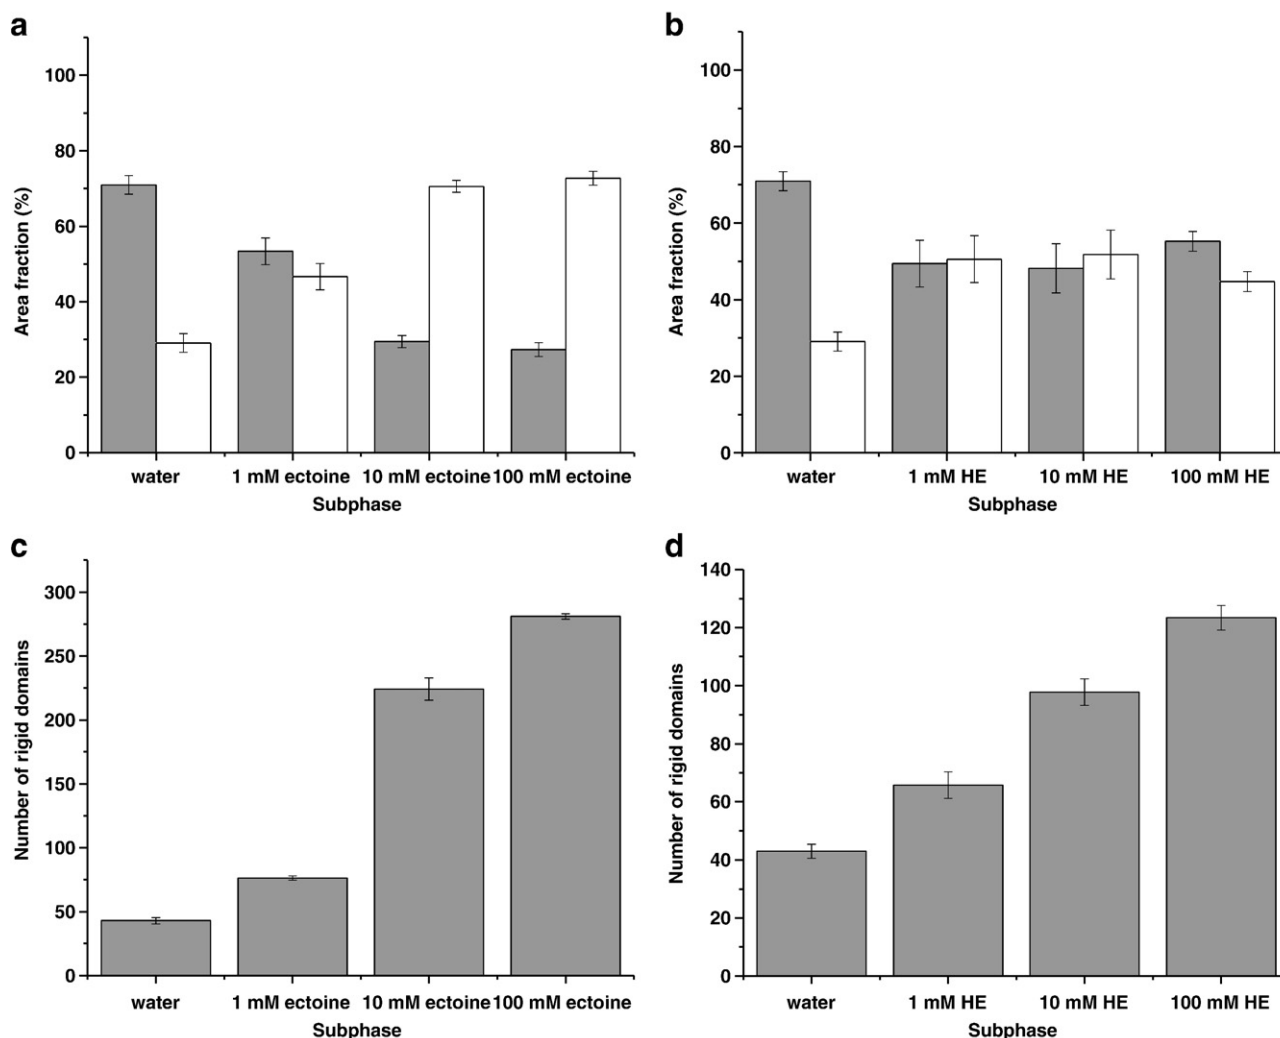 a
Area fraction (%)
100
80
60
40
20
0
water 1 mM ectoine 10 mM ectoine 100 mM ectoine
Subphase
b
Area fraction (%)
100
80
60
40
20
0
water 1 mM HE 10 mM HE 100 mM HE
Subphase
c
Number of rigid domains
300
250
200
150
100
50
0
water 1 mM ectoine 10 mM ectoine 100 mM ectoine
Subphase
d
Number of rigid domains
140
120
100
80
60
40
20
0
water 1 mM HE 10 mM HE 100 mM HE
Subphase